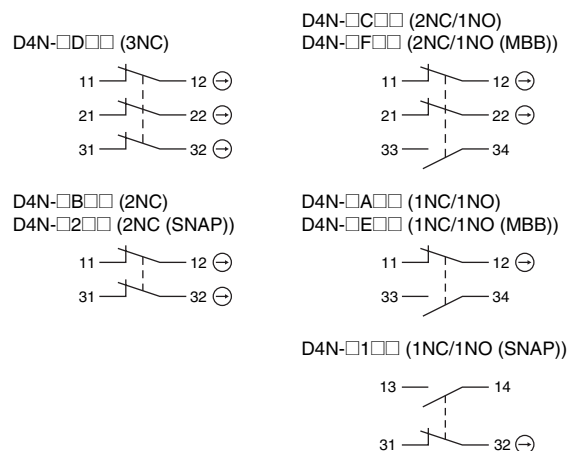 D4N-□D□□ (3NC)
11 12
21 22
31 32
D4N-□C□□ (2NC/1NO)
D4N-□F□□ (2NC/1NO (MBB))
11 12
21 22
33 34
D4N-□B□□ (2NC)
D4N-□2□□ (2NC (SNAP))
11 12
31 32
D4N-□A□□ (1NC/1NO)
D4N-□E□□ (1NC/1NO (MBB))
11 12
33 34
D4N-□1□□ (1NC/1NO (SNAP))
13 14
31 32